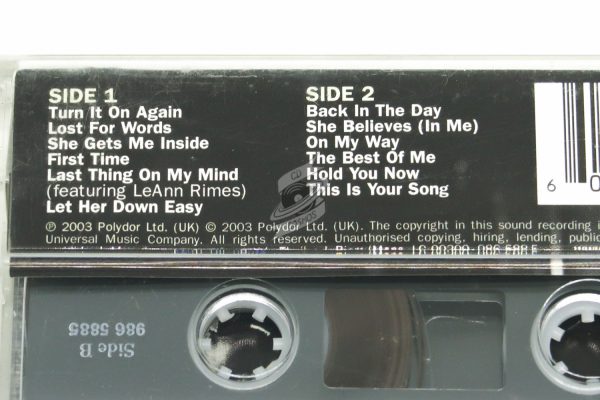 SIDE 1
Turn It On Again
Lost For Words
She Gets Me Inside
First Time
Last Thing On My Mind
(featuring LeAnn Rimes)
Let Her Down Easy
SIDE 2
Back In The Day
She Believes (In Me)
On My Way
The Best Of Me
Hold You Now
This Is Your Song
℗ 2003 Polydor Ltd. (UK) © 2003 Polydor Ltd. (UK). The copyright in this sound recording i
Universal Music Company. All rights reserved. Unauthorised copying, hiring, lending, public
6 0
CD
Side B
986 5885